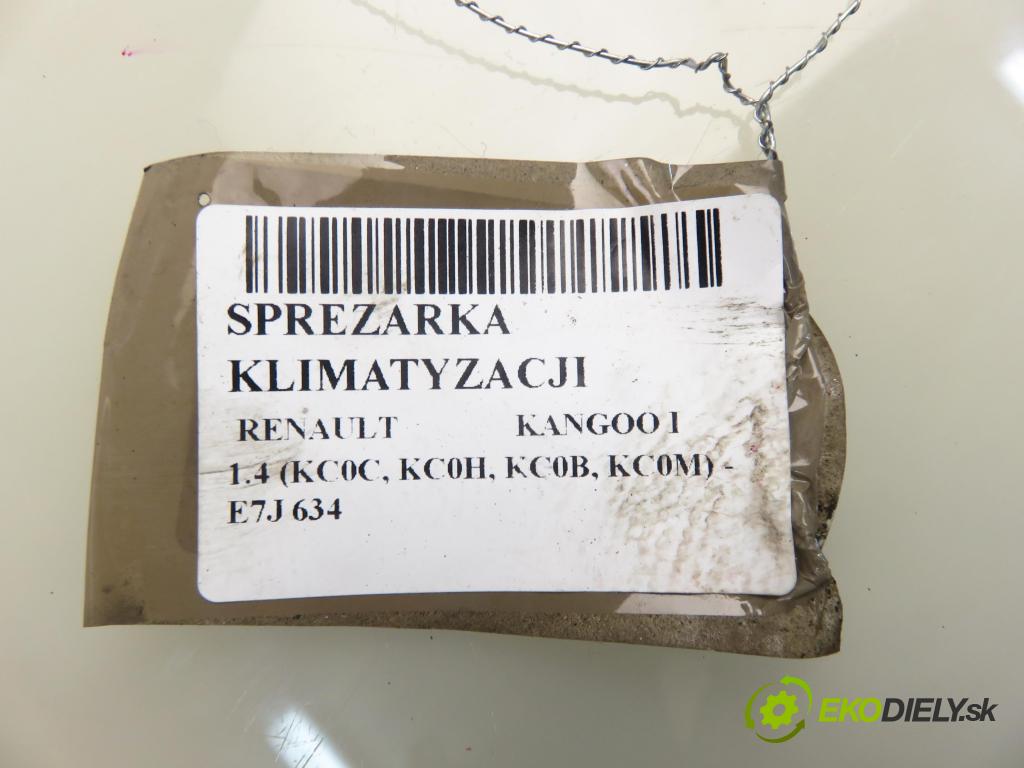 SPREZARKA
KLIMATYZACJI
RENAULT KANGOO I
1.4 (KC0C, KC0H, KC0B, KC0M) -
E7J 634
EKODIELY.sk